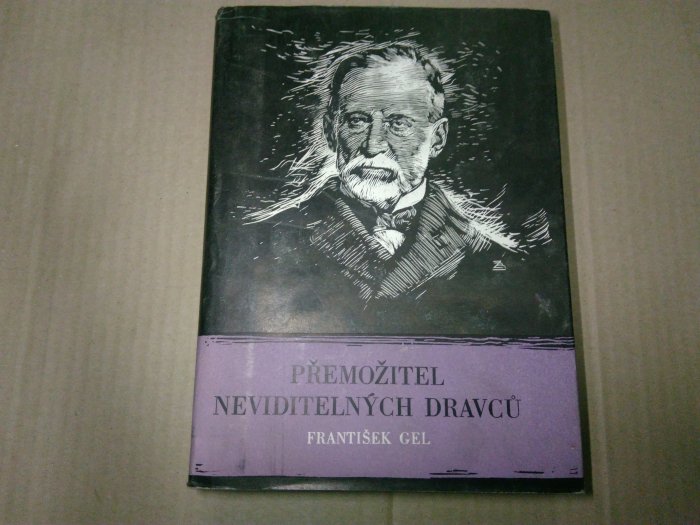 PŘEMOŽITEL
NEVIDITELNÝCH DRAVCŮ
FRANTIŠEK GEL